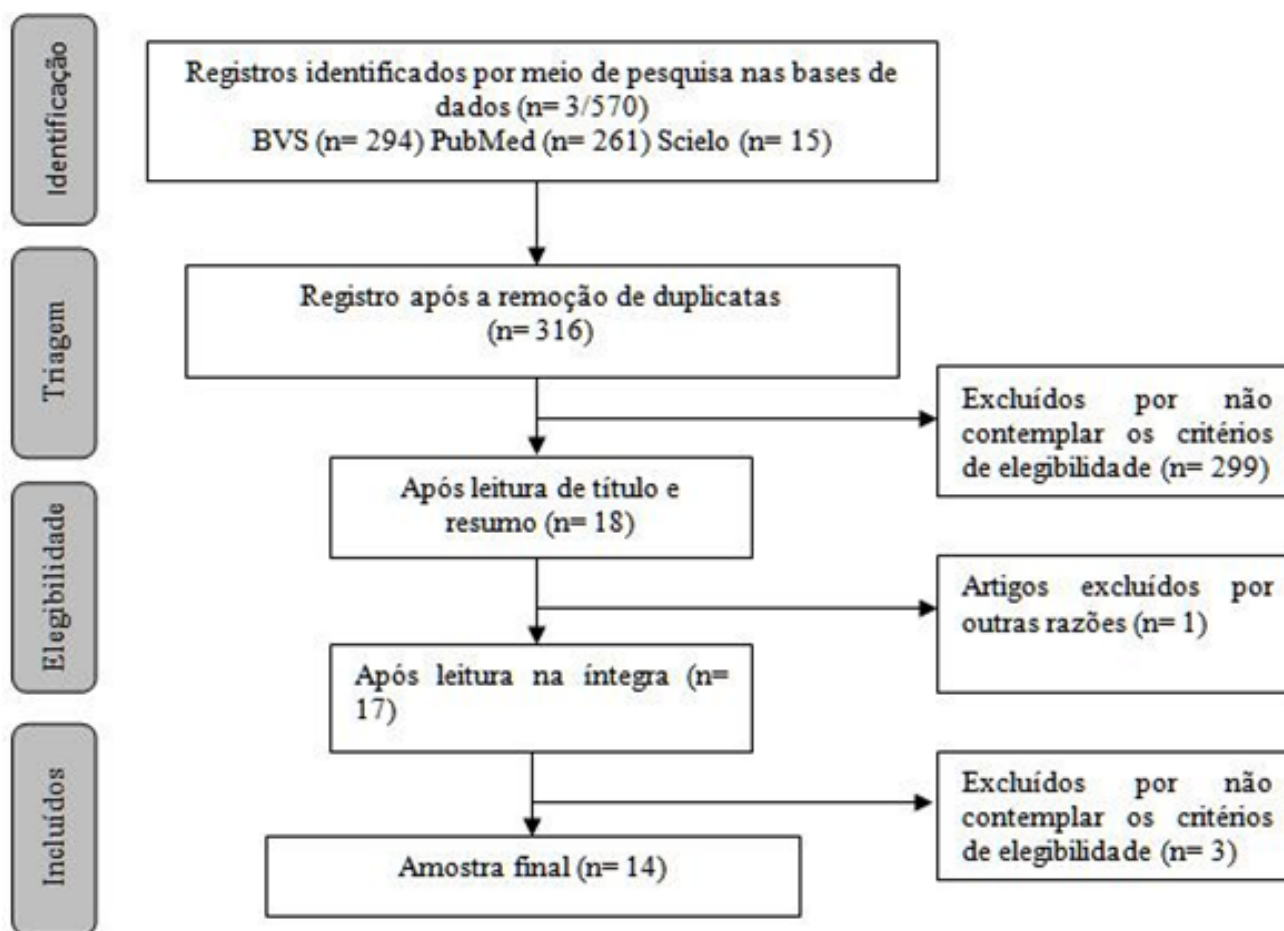 Identificação
Registros identificados por meio de pesquisa nas bases de
dados (n= 3/570)
BVS (n= 294) PubMed (n= 261) Scielo (n= 15)
Triagem
Registro após a remoção de duplicatas
(n= 316)
Excluídos por não
contemplar os critérios
de elegibilidade (n= 299)
Após leitura de título e
resumo (n= 18)
Elegibilidade
Artigos excluídos por
outras razões (n= 1)
Após leitura na íntegra (n=
17)
Incluídos
Excluídos por não
contemplar os critérios
de elegibilidade (n= 3)
Amostra final (n= 14)